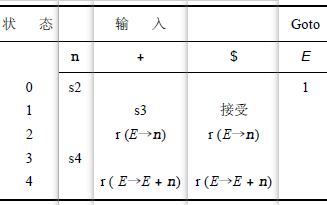 状 态 输 入 Goto
n + $ E
0 s2 1
1 s3 接受
2 r (E→n) r (E→n)
3 s4
4 r ( E→E + n) r (E→E + n)